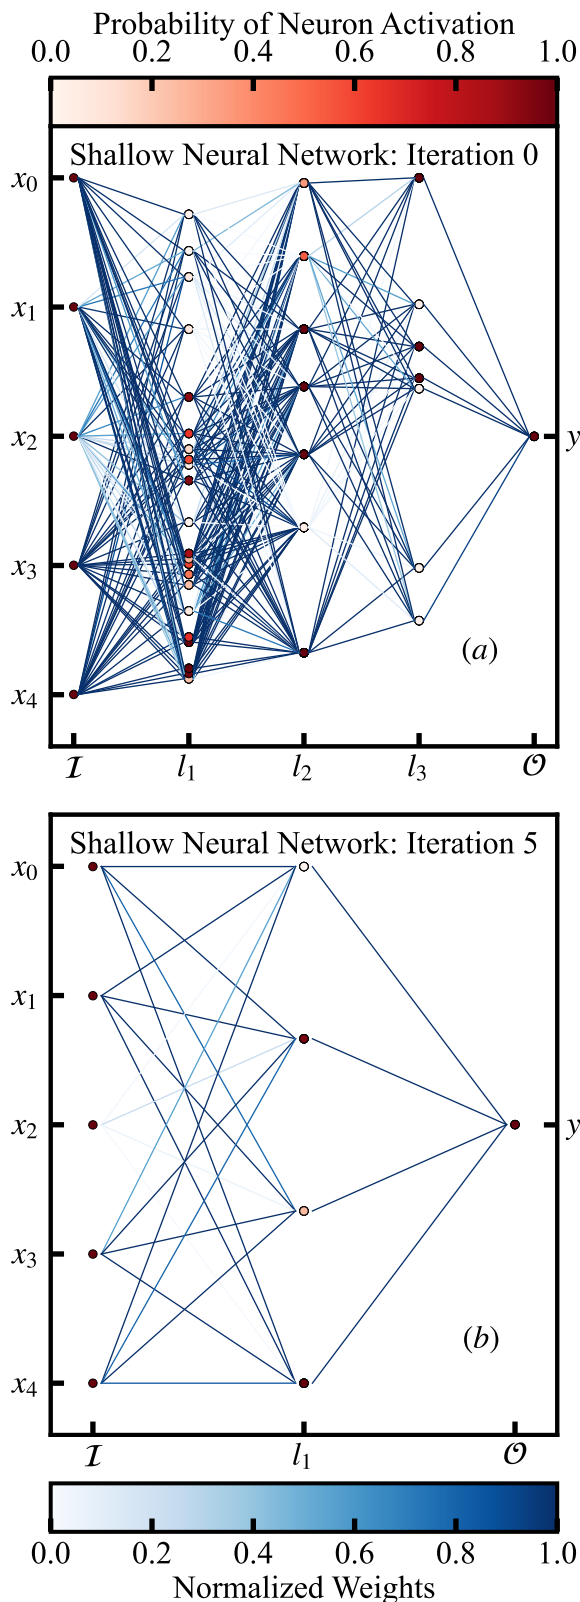 Probability of Neuron Activation
0.0 0.2 0.4 0.6 0.8 1.0
Shallow Neural Network: Iteration 0
x₀
x₁
x₂
y
x₃
(a)
x₄
ℐ l₁ l₂ l₃ 𝒪
Shallow Neural Network: Iteration 5
x₀
x₁
x₂
y
x₃
(b)
x₄
ℐ l₁ 𝒪
0.0 0.2 0.4 0.6 0.8 1.0
Normalized Weights